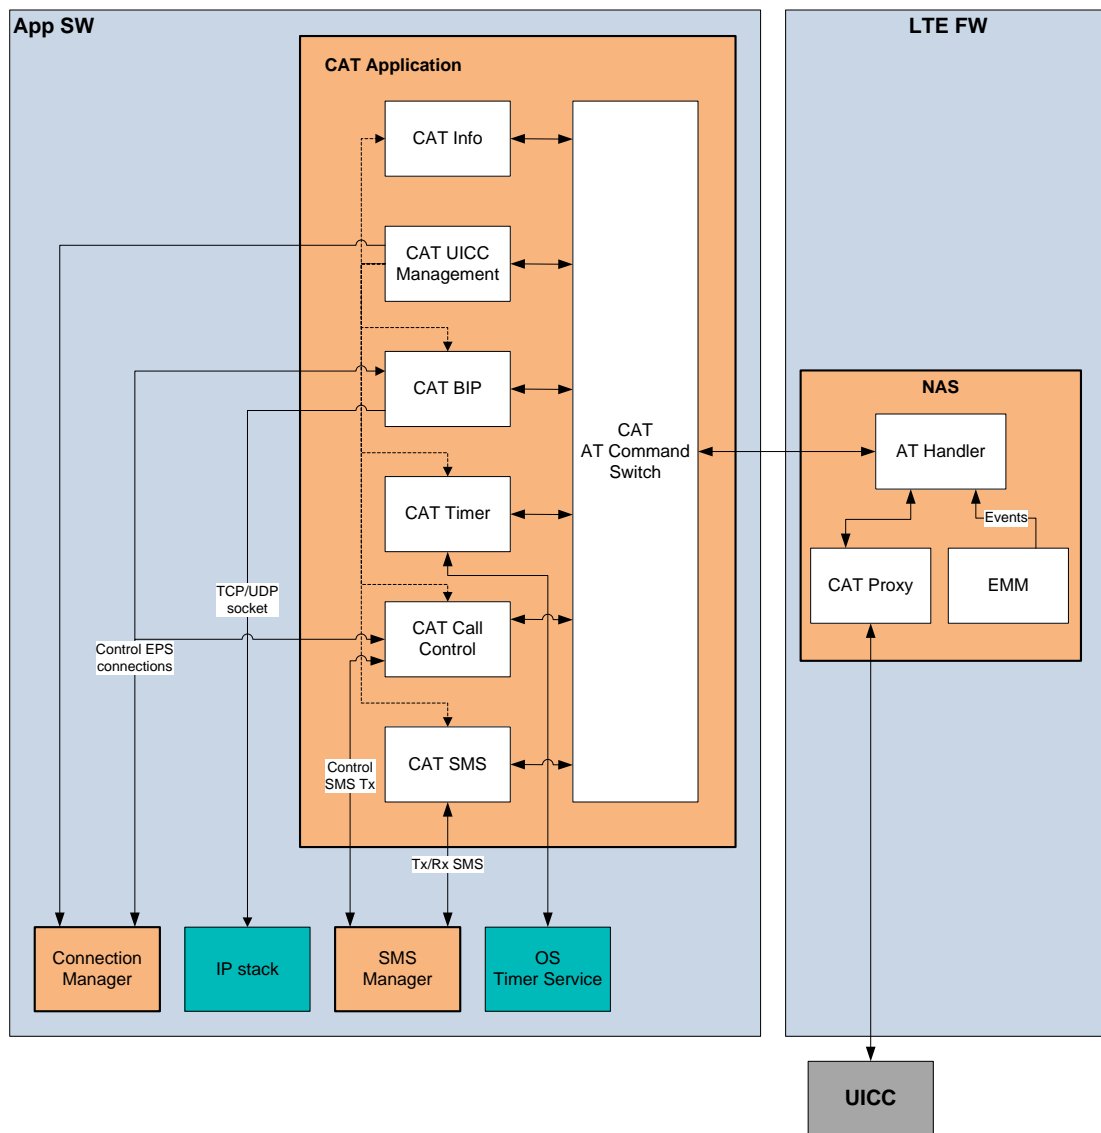 App SW
LTE FW
CAT Application
CAT Info
CAT UICC
Management
CAT BIP
CAT
AT Command
Switch
NAS
AT Handler
Events
CAT Timer
CAT Proxy
EMM
TCP/UDP
socket
CAT Call
Control
Control EPS
connections
CAT SMS
Control
SMS Tx
Tx/Rx SMS
Connection
Manager
IP stack
SMS
Manager
OS
Timer Service
UICC